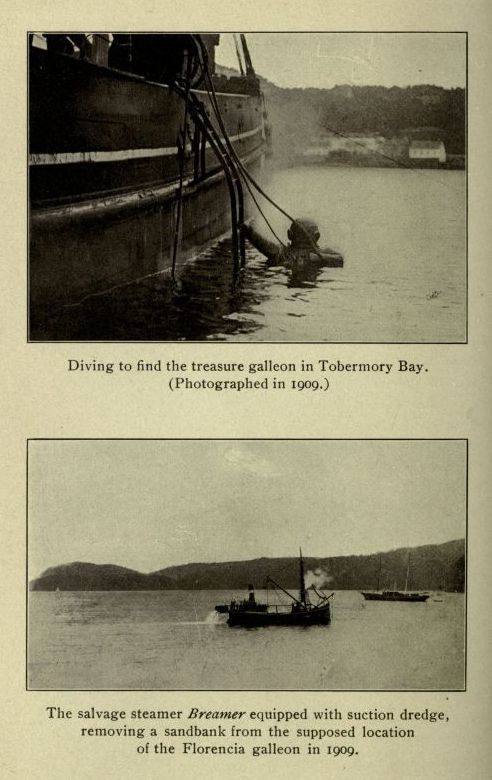 Diving to find the treasure galleon in Tobermory Bay.
(Photographed in 1909.)
The salvage steamer Breamer equipped with suction dredge,
removing a sandbank from the supposed location
of the Florencia galleon in 1909.